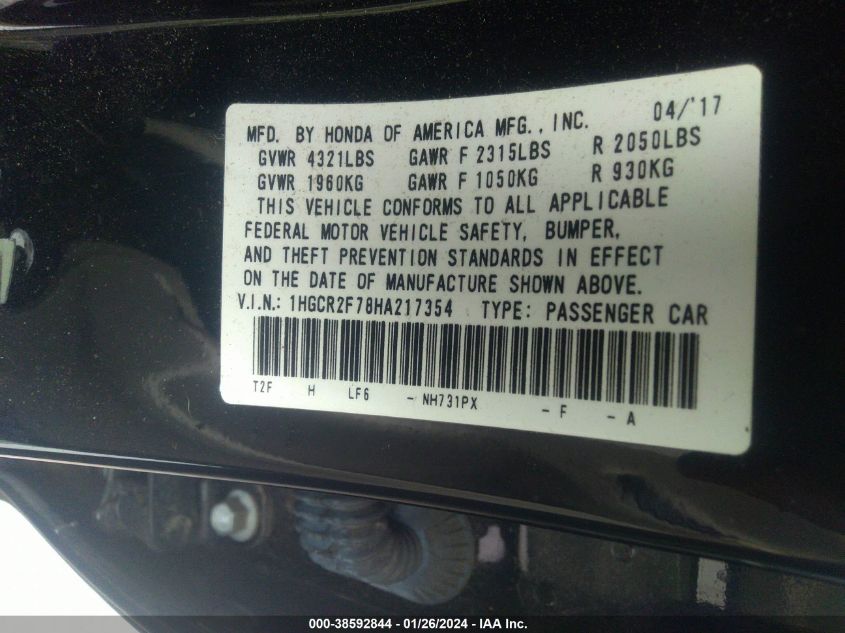 04/'17
MFD. BY HONDA OF AMERICA MFG., INC.
GVWR 4321LBS GAWR F 2315LBS R 2050LBS
GVWR 1960KG GAWR F 1050KG R 930KG
THIS VEHICLE CONFORMS TO ALL APPLICABLE
FEDERAL MOTOR VEHICLE SAFETY, BUMPER,
AND THEFT PREVENTION STANDARDS IN EFFECT
ON THE DATE OF MANUFACTURE SHOWN ABOVE.
V.I.N.: 1HGCR2F78HA217354 TYPE: PASSENGER CAR
T2F H LF6 - NH731PX - F - A
000-38592844 / 01/26/2024 - IAA Inc.